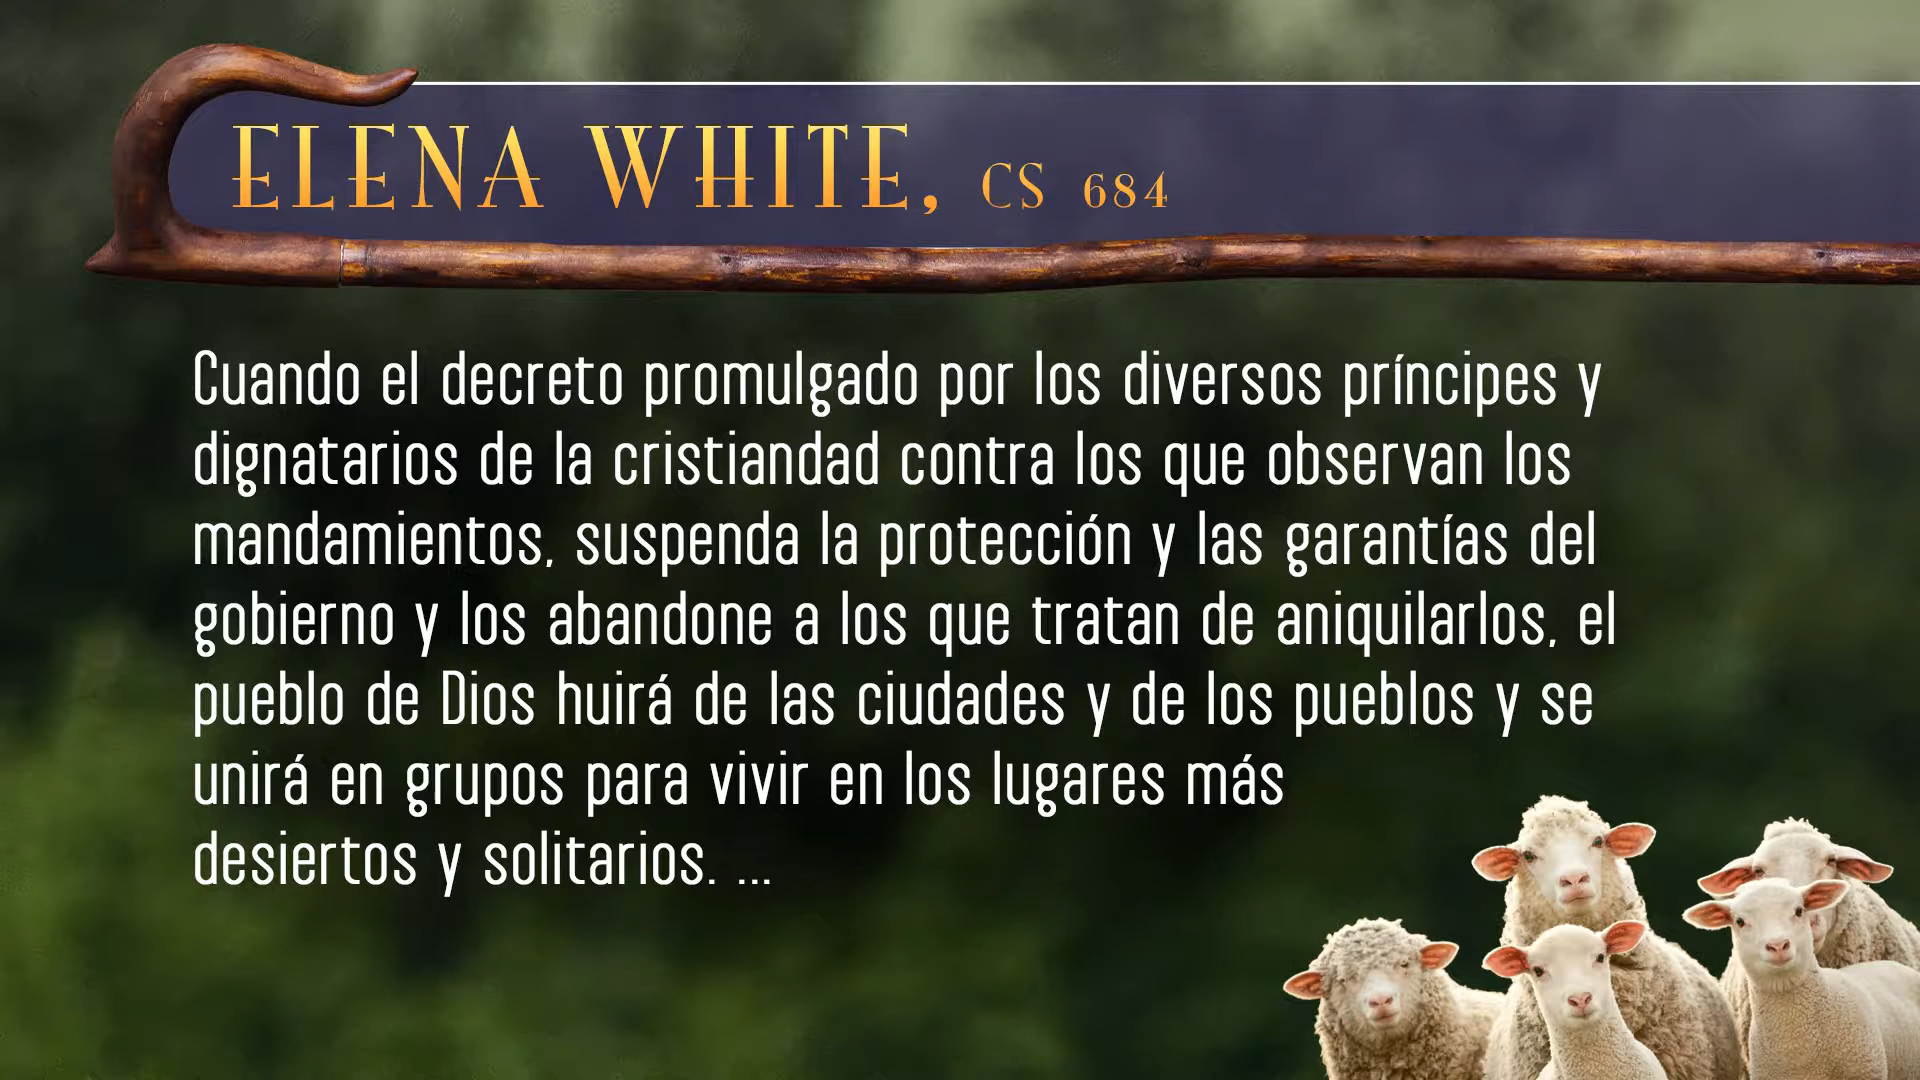 ELENA WHITE, CS 684
Cuando el decreto promulgado por los diversos príncipes y
dignatarios de la cristiandad contra los que observan los
mandamientos, suspenda la protección y las garantías del
gobierno y los abandone a los que tratan de aniquilarlos, el
pueblo de Dios huirá de las ciudades y de los pueblos y se
unirá en grupos para vivir en los lugares más
desiertos y solitarios. ...